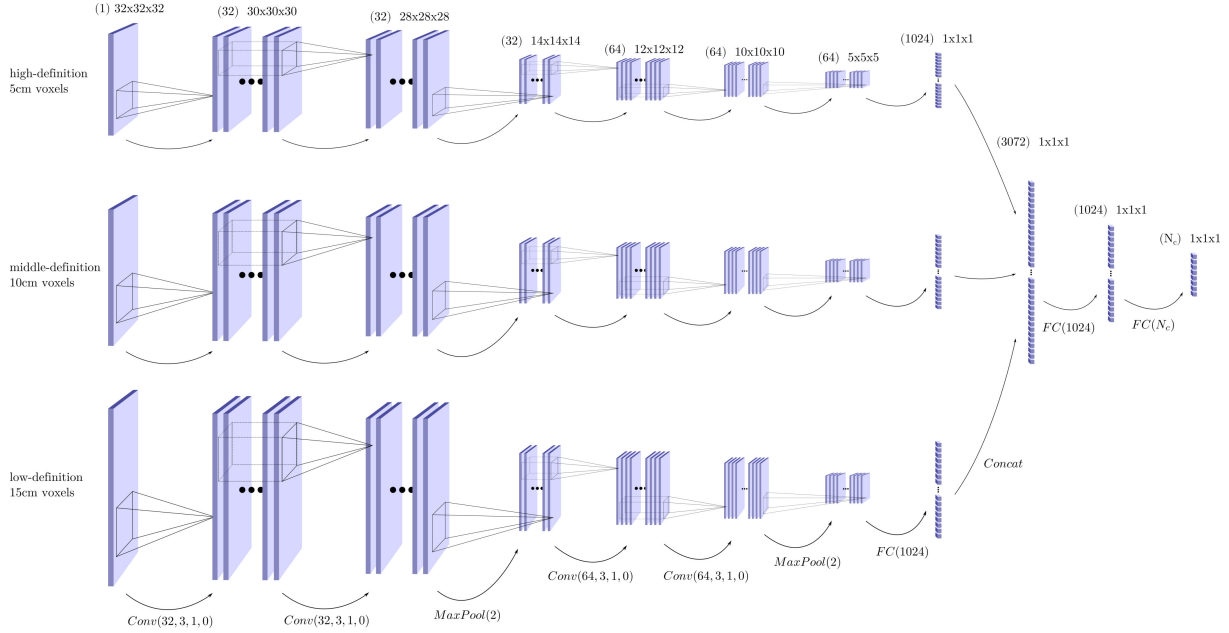 (1) 32x32x32
(32) 30x30x30
(32) 28x28x28
(32) 14x14x14
(64) 12x12x12
(64) 10x10x10
(64) 5x5x5
(1024) 1x1x1
high-definition
5cm voxels
(3072) 1x1x1
(1024) 1x1x1
(N_c) 1x1x1
middle-definition
10cm voxels
FC(1024)
FC(N_c)
low-definition
15cm voxels
Concat
Conv(32,3,1,0)
Conv(32,3,1,0)
MaxPool(2)
Conv(64,3,1,0)
Conv(64,3,1,0)
MaxPool(2)
FC(1024)